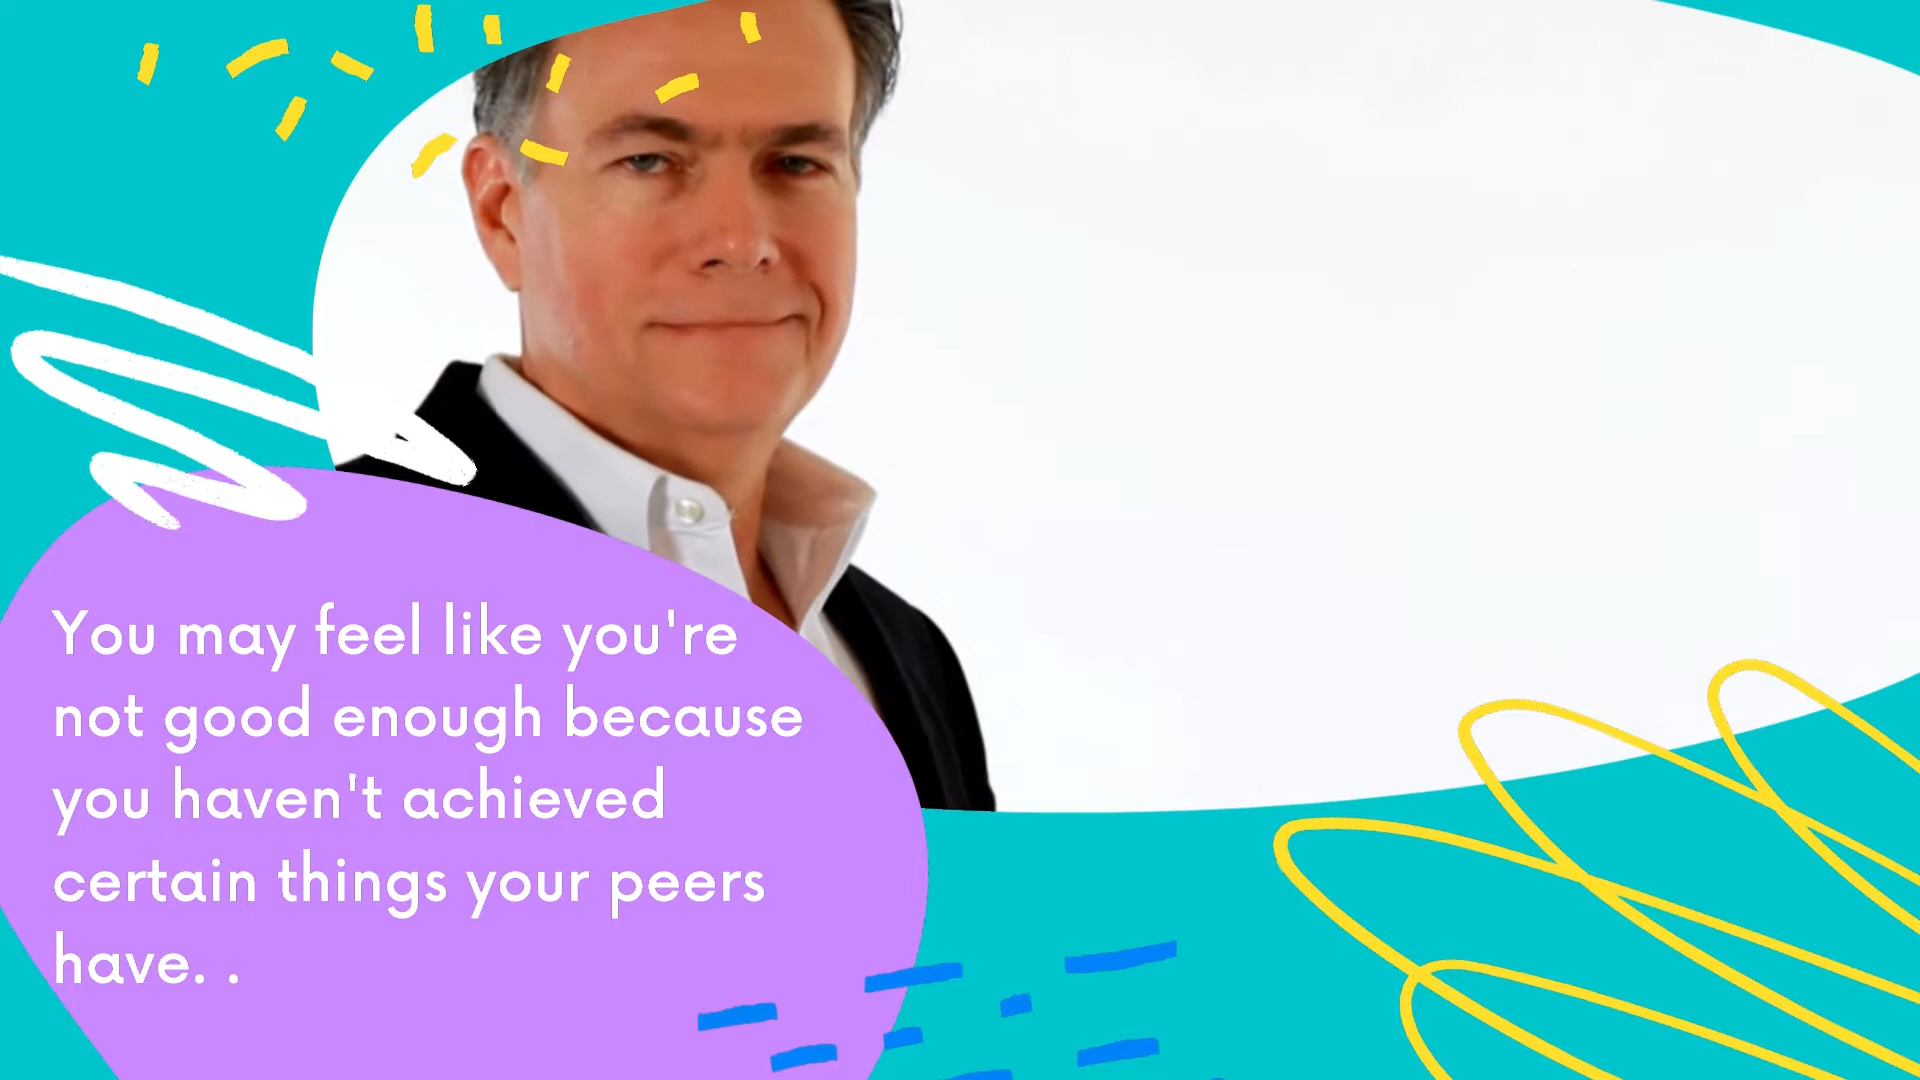 You may feel like you're
not good enough because
you haven't achieved
certain things your peers
have. .